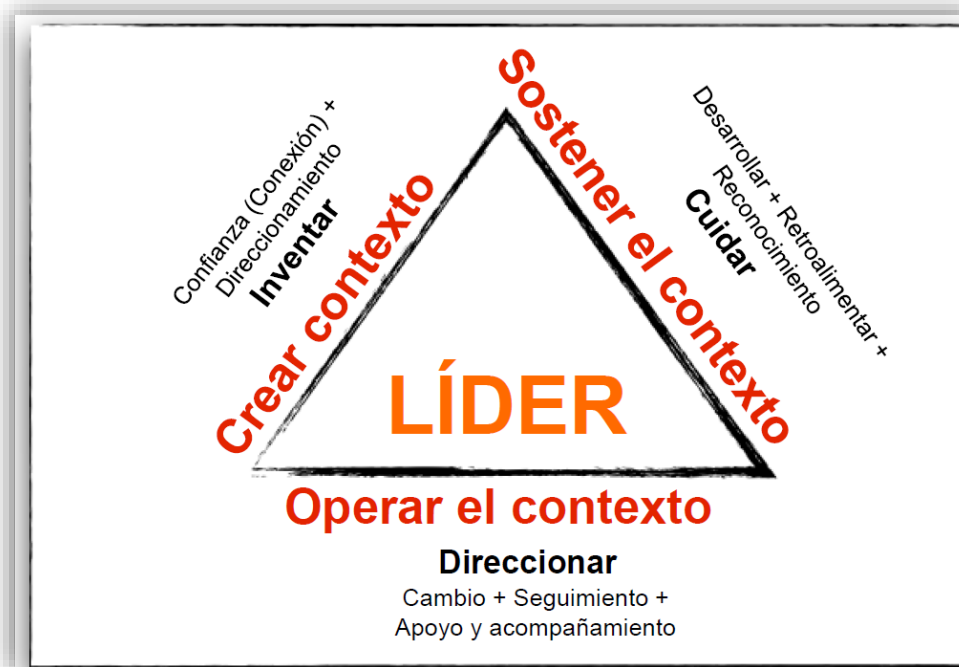 Confianza (Conexión) +
Direccionamiento
Inventar
Crear contexto
Sostener el contexto
Desarrollar + Retroalimentar +
Reconocimiento
Cuidar
LÍDER
Operar el contexto
Direccionar
Cambio + Seguimiento +
Apoyo y acompañamiento